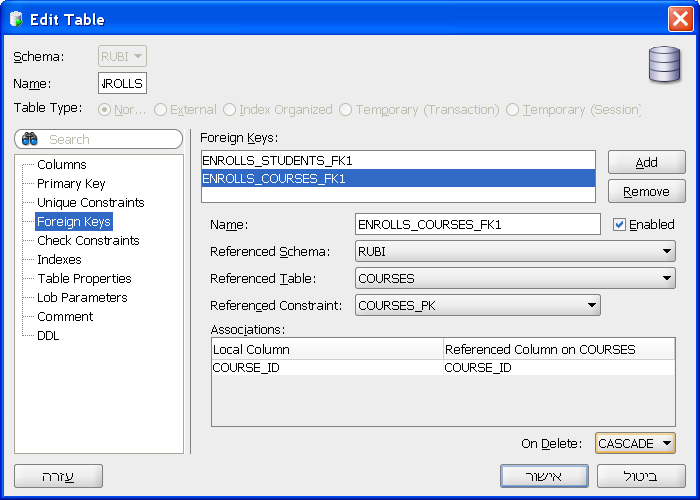 Edit Table
Schema: RUBI
Name: NROLLS
Table Type: Nor... External Index Organized Temporary (Transaction) Temporary (Session)
Search
Columns
Primary Key
Unique Constraints
Foreign Keys
Check Constraints
Indexes
Table Properties
Lob Parameters
Comment
DDL
Foreign Keys:
ENROLLS_STUDENTS_FK1
ENROLLS_COURSES_FK1
Add
Remove
Name: ENROLLS_COURSES_FK1 Enabled
Referenced Schema: RUBI
Referenced Table: COURSES
Referenced Constraint: COURSES_PK
Associations:
Local Column Referenced Column on COURSES
COURSE_ID COURSE_ID
On Delete: CASCADE
עזרה אישור ביטול